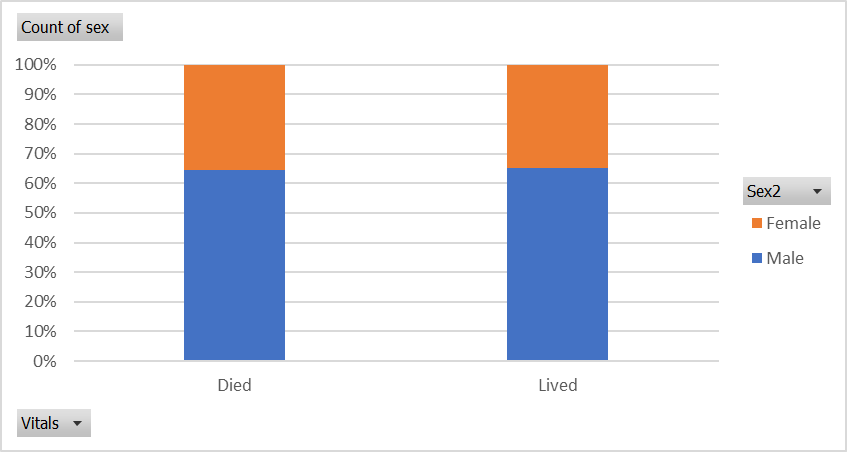 Count of sex
100%
90%
80%
70%
60%
50%
40%
30%
20%
10%
0%
Died Lived
Sex2
Female
Male
Vitals